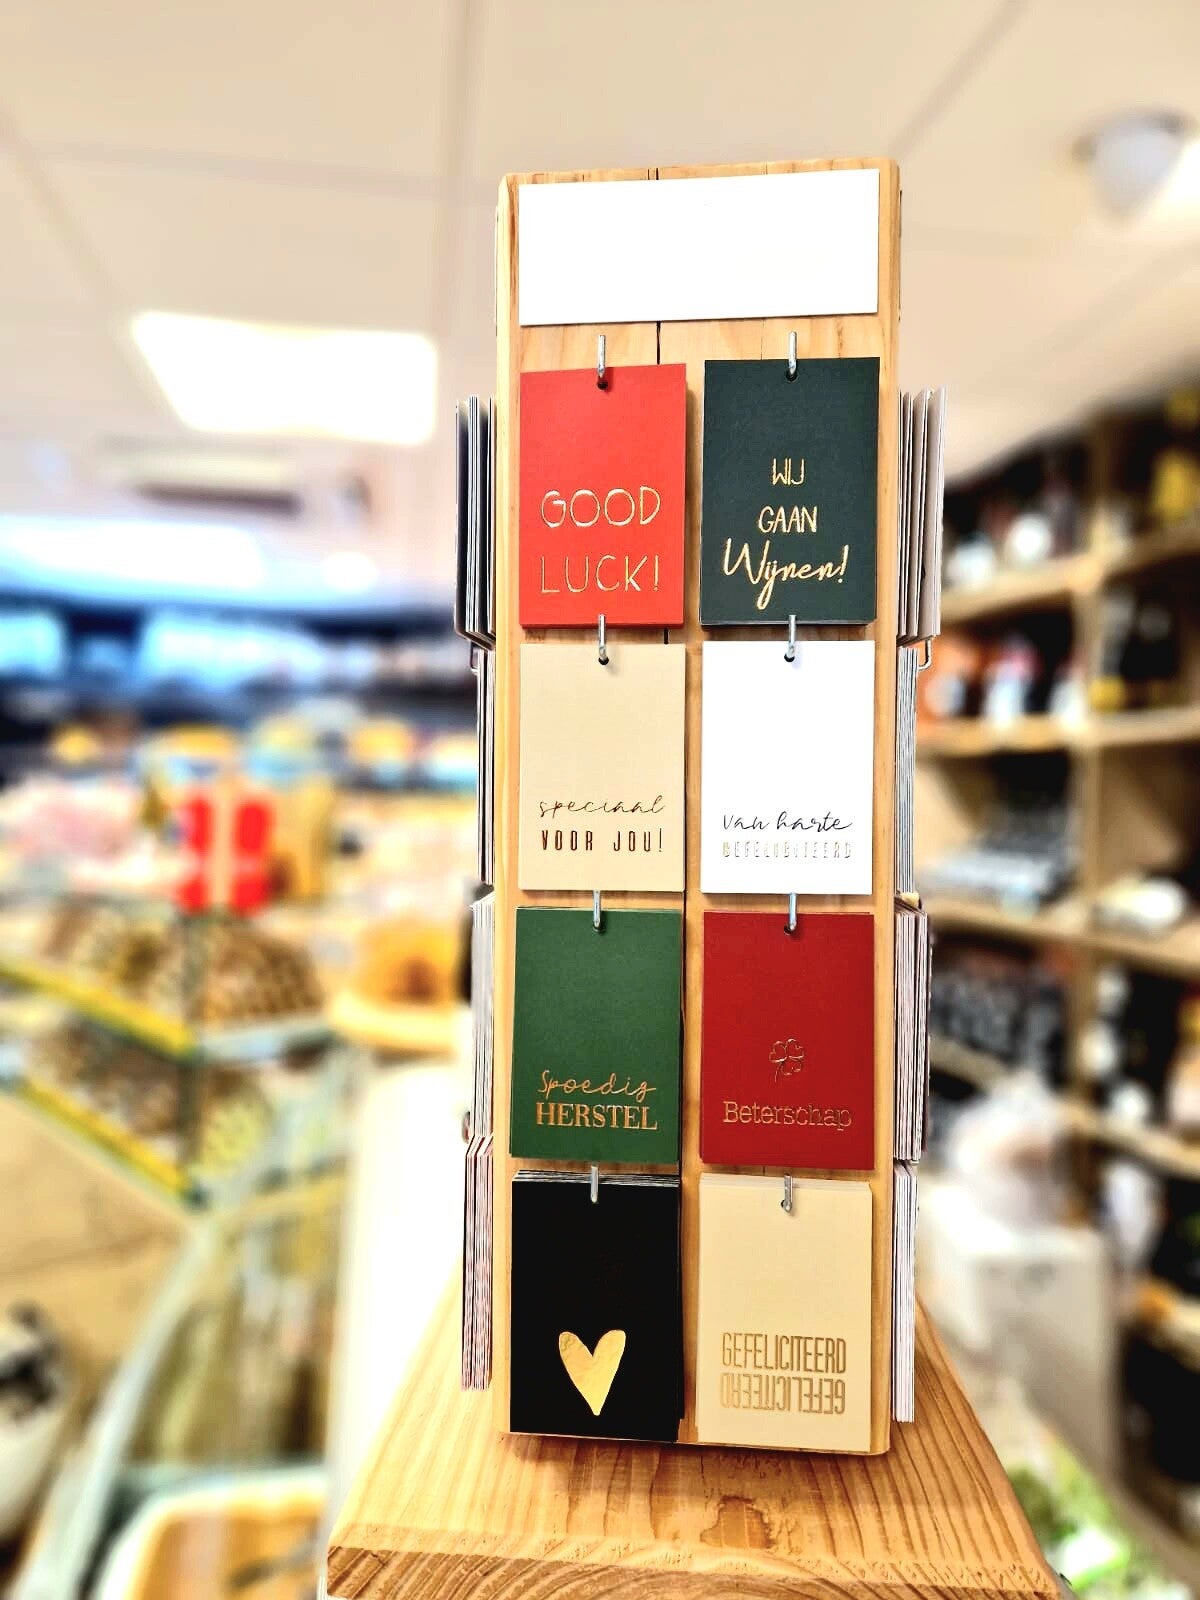 GOOD
LUCK!
WIJ
GAAN
Wijnen!
speciaal
VOOR JOU!
van harte
GEFELICITEERD
Spoedig
HERSTEL
Beterschap
GEFELICITEERD
GEFELICITEERD